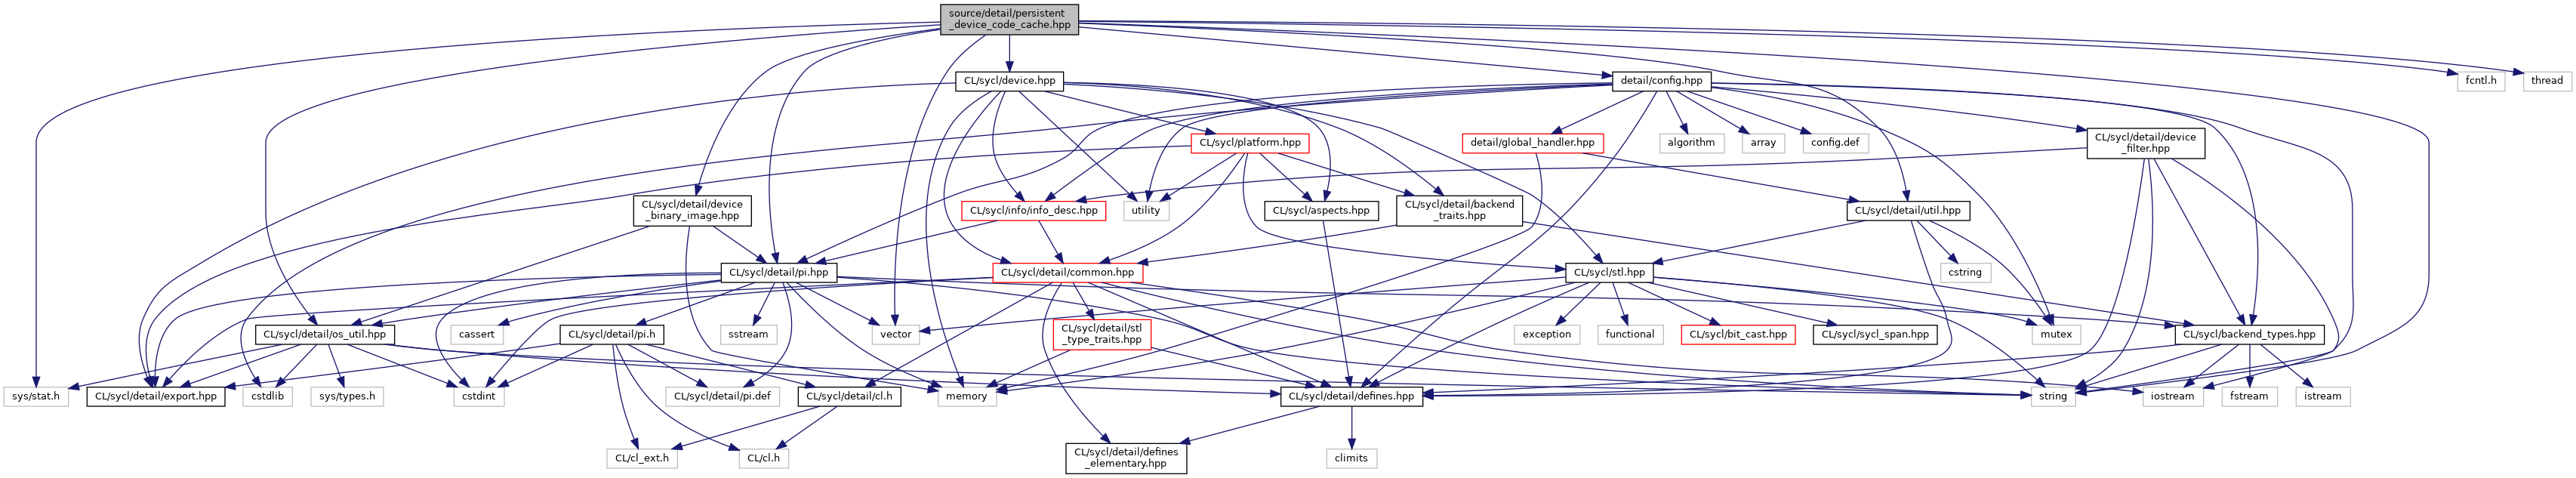 source/detail/persistent
_device_code_cache.hpp
CL/sycl/device.hpp
detail/config.hpp
fcntl.h
thread
CL/sycl/platform.hpp
detail/global_handler.hpp
algorithm
array
config.def
CL/sycl/detail/device
_filter.hpp
CL/sycl/detail/device
_binary_image.hpp
CL/sycl/info/info_desc.hpp
utility
CL/sycl/aspects.hpp
CL/sycl/detail/backend
_traits.hpp
CL/sycl/detail/util.hpp
CL/sycl/detail/pi.hpp
CL/sycl/detail/common.hpp
CL/sycl/stl.hpp
cstring
CL/sycl/detail/os_util.hpp
cassert
CL/sycl/detail/pi.h
sstream
vector
CL/sycl/detail/stl
_type_traits.hpp
exception
functional
CL/sycl/bit_cast.hpp
CL/sycl/sycl_span.hpp
mutex
CL/sycl/backend_types.hpp
sys/stat.h
CL/sycl/detail/export.hpp
cstdlib
sys/types.h
cstdint
CL/sycl/detail/pi.def
CL/sycl/detail/cl.h
memory
CL/sycl/detail/defines.hpp
string
iostream
fstream
istream
CL/cl_ext.h
CL/cl.h
CL/sycl/detail/defines
_elementary.hpp
climits